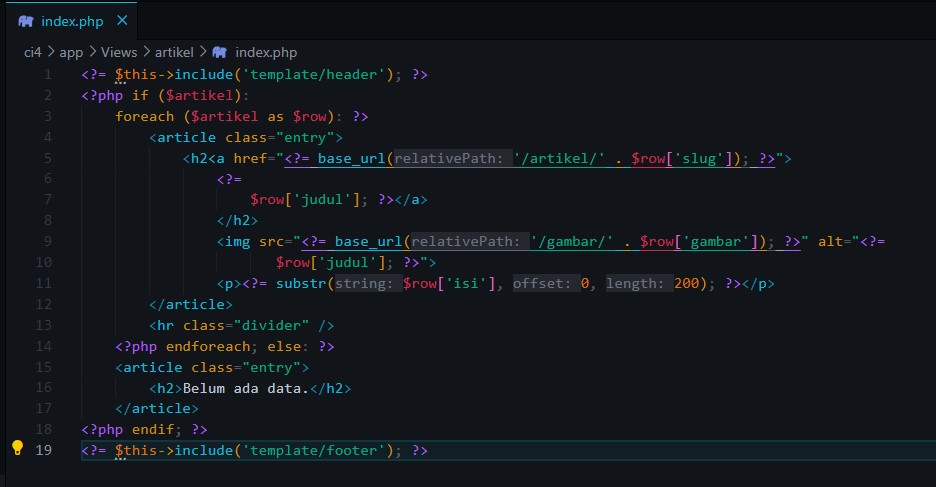 index.php ×
ci4 > app > Views > artikel > index.php
1 <?= $this->include('template/header'); ?>
2 <?php if ($artikel):
3 foreach ($artikel as $row): ?>
4 <article class="entry">
5 <h2<a href="<?= base_url(relativePath: '/artikel/' . $row['slug']); ?>">
6 <?=
7 $row['judul']; ?></a>
8 </h2>
9 <img src="<?= base_url(relativePath: '/gambar/' . $row['gambar']); ?>" alt="<?=
10 $row['judul']; ?>">
11 <p><?= substr(string: $row['isi'], offset: 0, length: 200); ?></p>
12 </article>
13 <hr class="divider" />
14 <?php endforeach; else: ?>
15 <article class="entry">
16 <h2>Belum ada data.</h2>
17 </article>
18 <?php endif; ?>
19 <?= $this->include('template/footer'); ?>